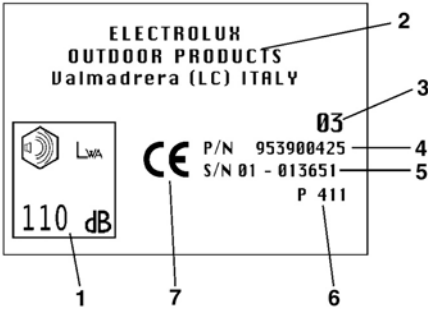 ELECTROLUX
OUTDOOR PRODUCTS
Valmadrera (LC) ITALY
2
3
03
P/N 953900425
4
LWA
CE
S/N 01 - 013651
5
P 411
110 dB
1
7
6